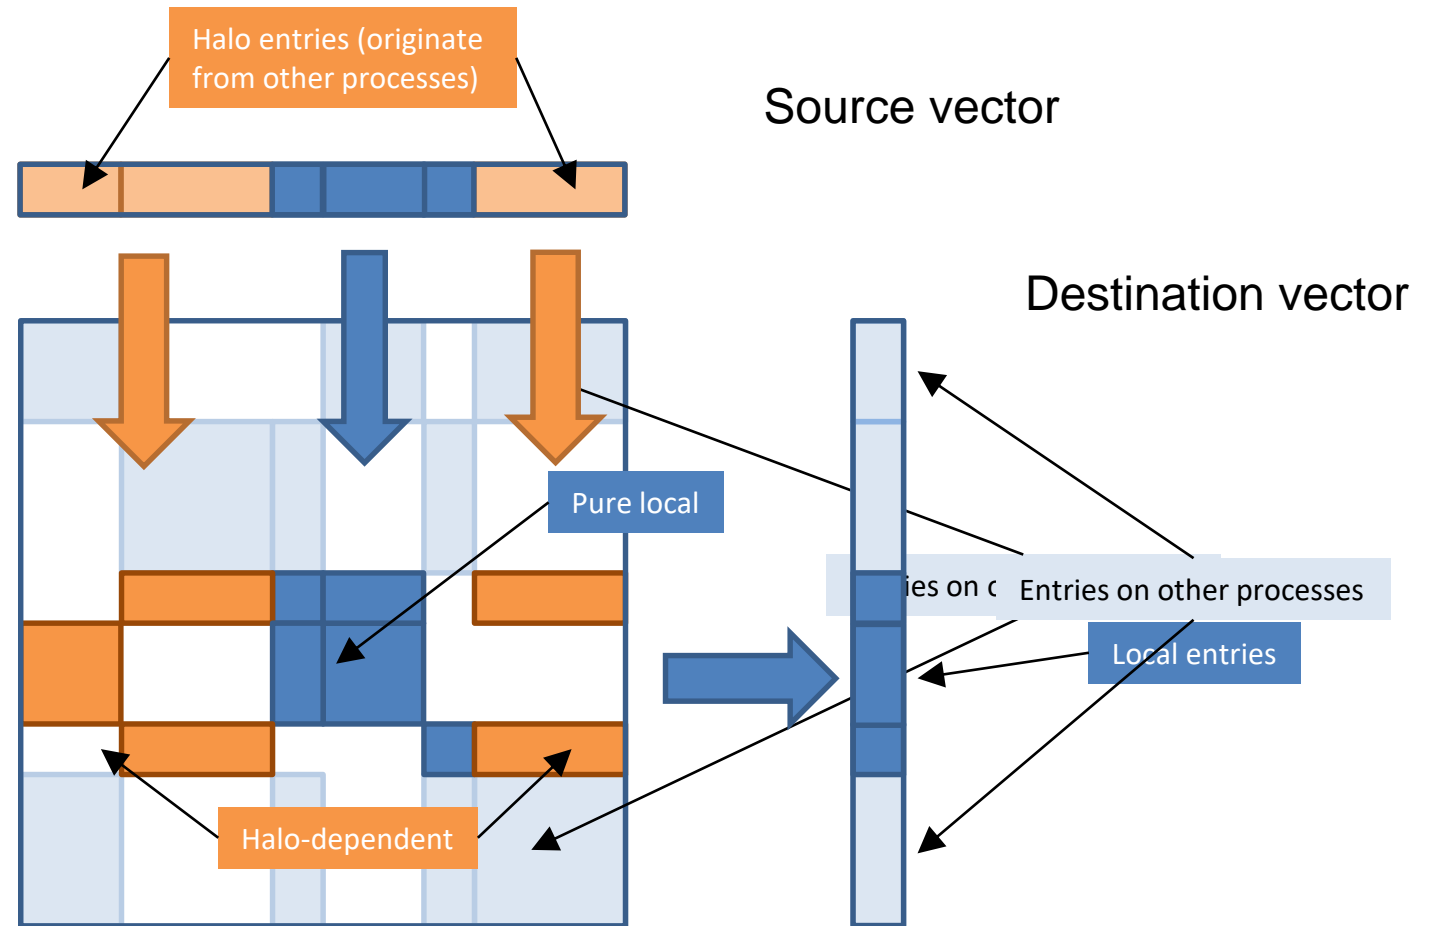 Halo entries (originate
from other processes)
Source vector
Destination vector
Pure local
Entries on other processes
Local entries
Halo-dependent